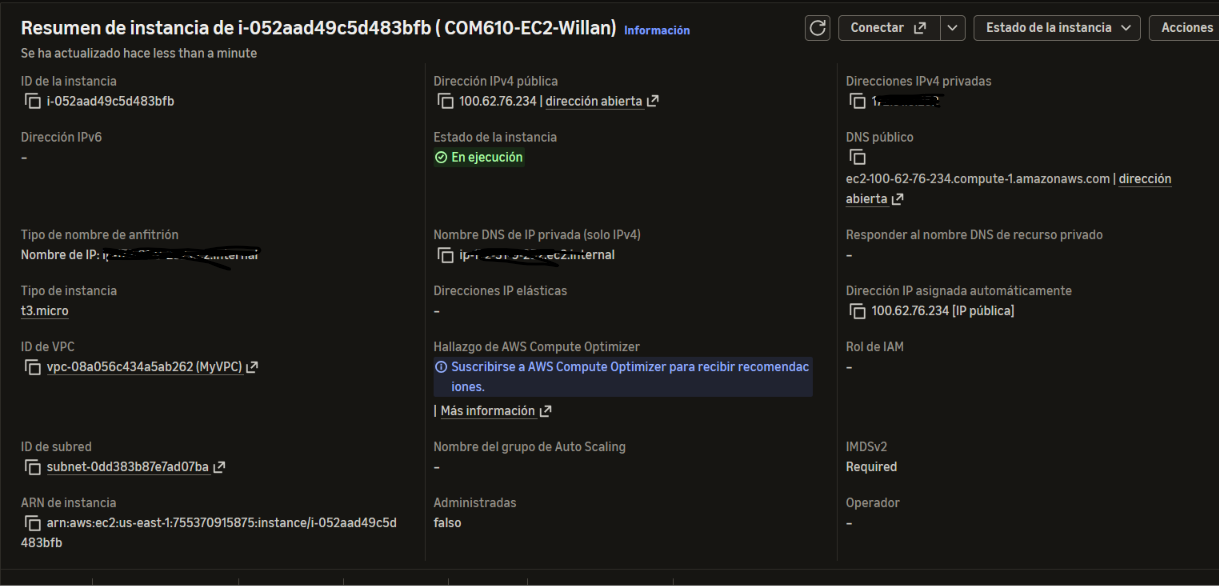 Resumen de instancia de i-052aad49c5d483bfb ( COM610-EC2-Willan) Información
Conectar
Estado de la instancia
Acciones
Se ha actualizado hace less than a minute
ID de la instancia
i-052aad49c5d483bfb
Dirección IPv4 pública
100.62.76.234 | dirección abierta
Direcciones IPv4 privadas
Dirección IPv6
–
Estado de la instancia
En ejecución
DNS público
ec2-100-62-76-234.compute-1.amazonaws.com | dirección
abierta
Tipo de nombre de anfitrión
Nombre de IP:
Nombre DNS de IP privada (solo IPv4)
Responder al nombre DNS de recurso privado
–
Tipo de instancia
t3.micro
Direcciones IP elásticas
–
Dirección IP asignada automáticamente
100.62.76.234 [IP pública]
ID de VPC
vpc-08a056c434a5ab262 (MyVPC)
Hallazgo de AWS Compute Optimizer
Suscribirse a AWS Compute Optimizer para recibir recomendac
iones.
| Más información
Rol de IAM
–
ID de subred
subnet-0dd383b87e7ad07ba
Nombre del grupo de Auto Scaling
–
IMDSv2
Required
ARN de instancia
arn:aws:ec2:us-east-1:755370915875:instance/i-052aad49c5d
483bfb
Administradas
falso
Operador
–